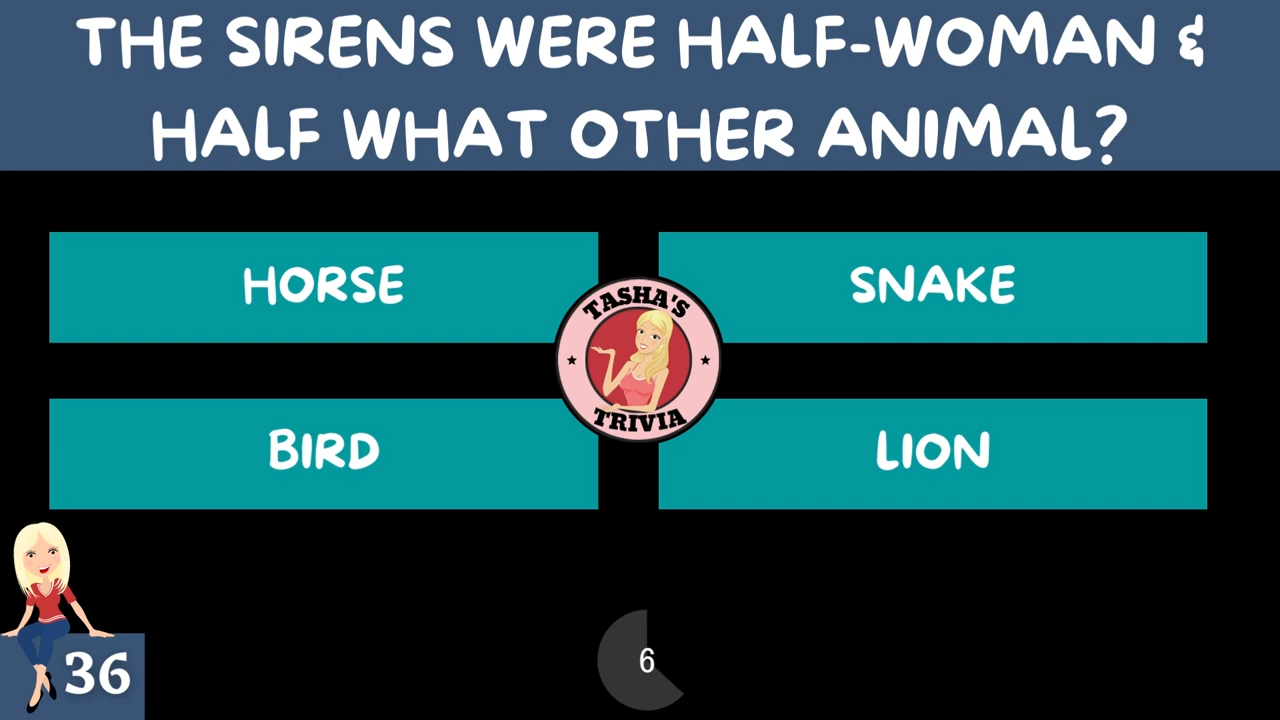 THE SIRENS WERE HALF-WOMAN &
HALF WHAT OTHER ANIMAL?
HORSE
SNAKE
TASHA'S
TRIVIA
BIRD
LION
36
6